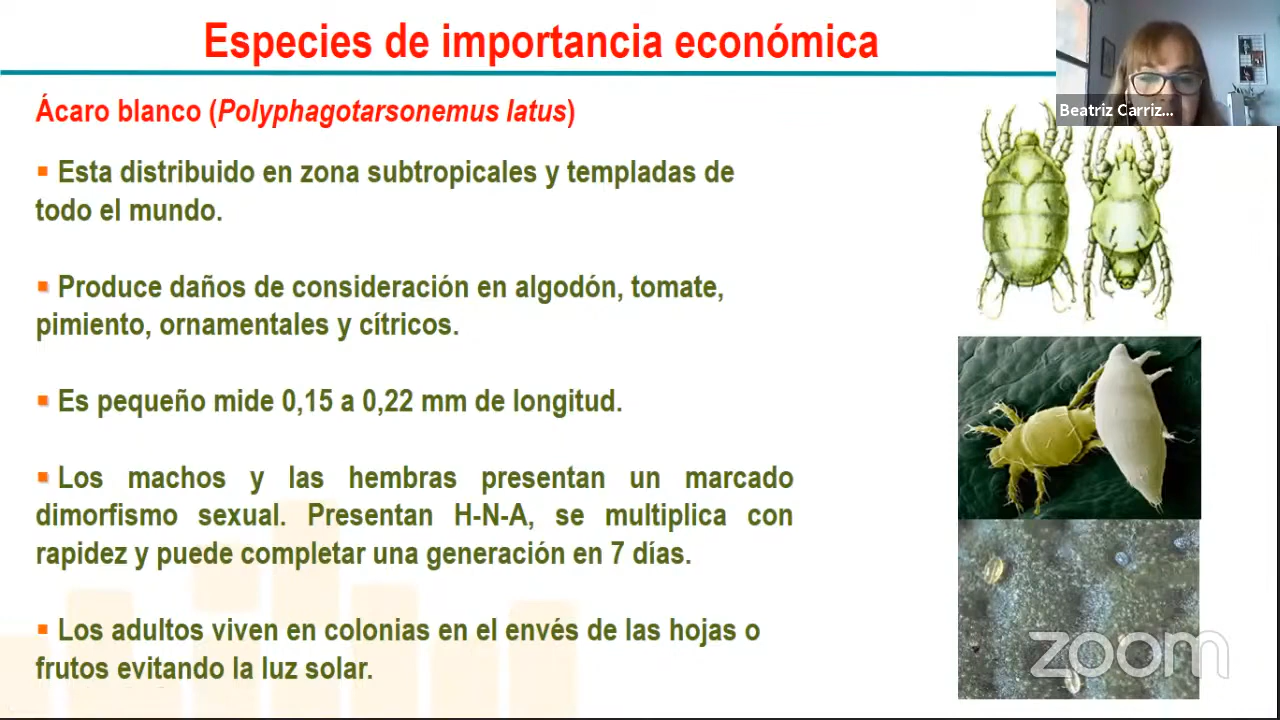 Especies de importancia económica
Beatriz Carriz...
Ácaro blanco (Polyphagotarsonemus latus)
▪ Esta distribuido en zona subtropicales y templadas de
todo el mundo.
▪ Produce daños de consideración en algodón, tomate,
pimiento, ornamentales y cítricos.
▪ Es pequeño mide 0,15 a 0,22 mm de longitud.
▪ Los machos y las hembras presentan un marcado
dimorfismo sexual. Presentan H-N-A, se multiplica con
rapidez y puede completar una generación en 7 días.
▪ Los adultos viven en colonias en el envés de las hojas o
frutos evitando la luz solar.
zoom